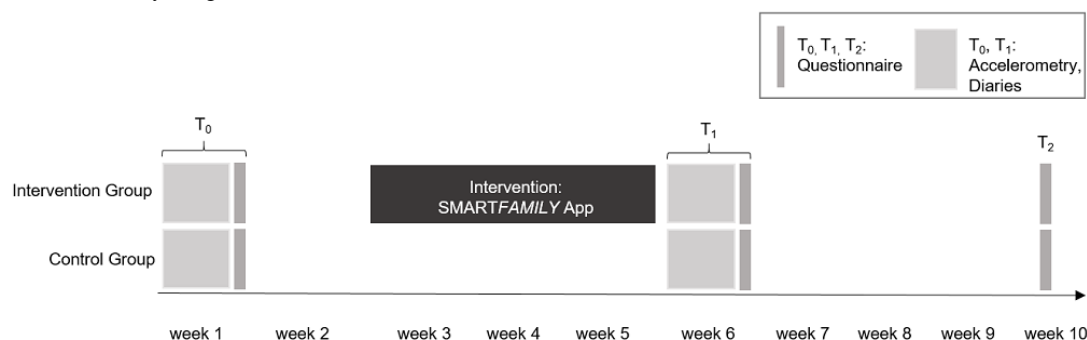 T0, T1, T2:
Questionnaire
T0, T1:
Accelerometry,
Diaries
T0
T1
T2
Intervention Group
Intervention:
SMARTFAMILY App
Control Group
week 1 week 2 week 3 week 4 week 5 week 6 week 7 week 8 week 9 week 10